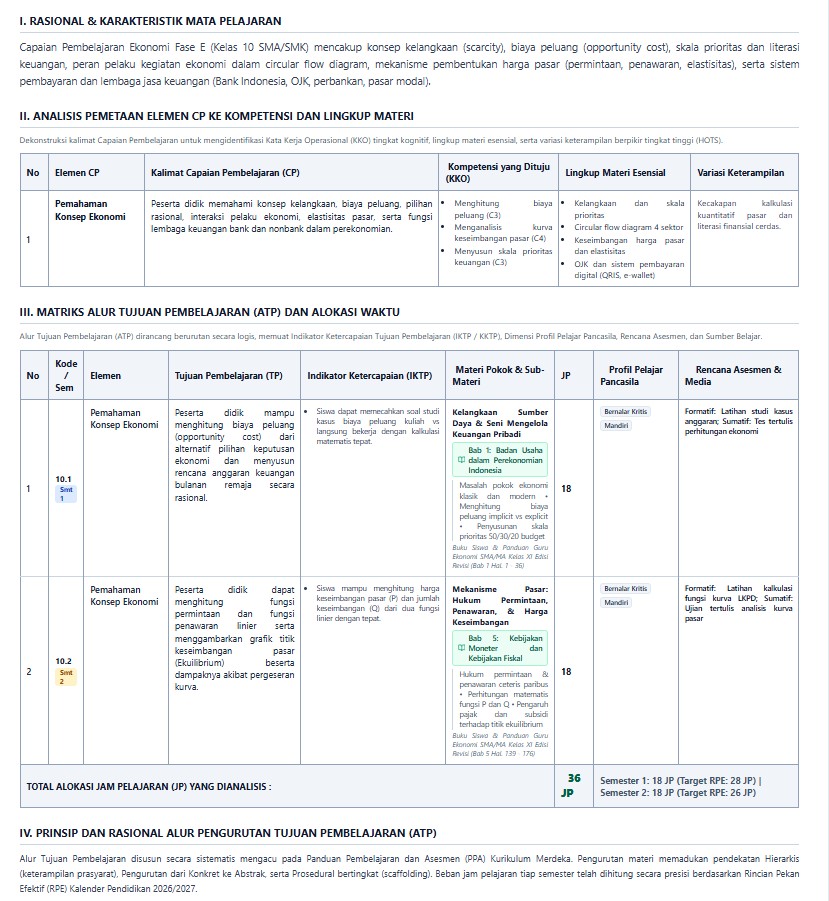 I. RASIONAL & KARAKTERISTIK MATA PELAJARAN
Capaian Pembelajaran Ekonomi Fase E (Kelas 10 SMA/SMK) mencakup konsep kelangkaan (scarcity), biaya peluang (opportunity cost), skala prioritas dan literasi
keuangan, peran pelaku kegiatan ekonomi dalam circular flow diagram, mekanisme pembentukan harga pasar (permintaan, penawaran, elastisitas), serta sistem
pembayaran dan lembaga jasa keuangan (Bank Indonesia, OJK, perbankan, pasar modal).
II. ANALISIS PEMETAAN ELEMEN CP KE KOMPETENSI DAN LINGKUP MATERI
Dekonstruksi kalimat Capaian Pembelajaran untuk mengidentifikasi Kata Kerja Operasional (KKO) tingkat kognitif, lingkup materi esensial, serta variasi keterampilan berpikir tingkat tinggi (HOTS).
No
Elemen CP
Kalimat Capaian Pembelajaran (CP)
Kompetensi yang Dituju
(KKO)
Lingkup Materi Esensial
Variasi Keterampilan
1
Pemahaman
Konsep Ekonomi
Peserta didik memahami konsep kelangkaan, biaya peluang, pilihan
rasional, interaksi pelaku ekonomi, elastisitas pasar, serta fungsi
lembaga keuangan bank dan nonbank dalam perekonomian.
• Menghitung biaya
peluang (C3)
• Menganalisis kurva
keseimbangan pasar (C4)
• Menyusun skala prioritas
keuangan (C3)
• Kelangkaan dan skala
prioritas
• Circular flow diagram 4 sektor
• Keseimbangan harga pasar
dan elastisitas
• OJK dan sistem pembayaran
digital (QRIS, e-wallet)
Kecakapan kalkulasi
kuantitatif pasar dan
literasi finansial cerdas.
III. MATRIKS ALUR TUJUAN PEMBELAJARAN (ATP) DAN ALOKASI WAKTU
Alur Tujuan Pembelajaran (ATP) dirancang berurutan secara logis, memuat Indikator Ketercapaian Tujuan Pembelajaran (IKTP / KKTP), Dimensi Profil Pelajar Pancasila, Rencana Asesmen, dan Sumber Belajar.
No
Kode
/
Sem
Elemen
Tujuan Pembelajaran (TP)
Indikator Ketercapaian (IKTP)
Materi Pokok & Sub-
Materi
JP
Profil Pelajar
Pancasila
Rencana Asesmen &
Media
1
10.1
Smt
1
Pemahaman
Konsep Ekonomi
Peserta didik mampu
menghitung biaya peluang
(opportunity cost) dari
alternatif pilihan keputusan
ekonomi dan menyusun
rencana anggaran keuangan
bulanan remaja secara
rasional.
• Siswa dapat memecahkan soal studi
kasus biaya peluang kuliah vs
langsung bekerja dengan kalkulasi
matematis tepat.
Kelangkaan Sumber
Daya & Seni Mengelola
Keuangan Pribadi
Bab 1: Badan Usaha
dalam Perekonomian
Indonesia
Masalah pokok ekonomi
klasik dan modern •
Menghitung biaya
peluang implicit vs explicit
• Penyusunan skala
prioritas 50/30/20 budget
Buku Siswa & Panduan Guru
Ekonomi SMA/MA Kelas XI Edisi
Revisi (Bab 1 Hal. 1 - 36)
18
Bernalar Kritis
Mandiri
Formatif: Latihan studi kasus
anggaran; Sumatif: Tes tertulis
perhitungan ekonomi
2
10.2
Smt
2
Pemahaman
Konsep Ekonomi
Peserta didik dapat
menghitung fungsi
permintaan dan fungsi
penawaran linier serta
menggambarkan grafik titik
keseimbangan pasar
(Ekuilibrium) beserta
dampaknya akibat pergeseran
kurva.
• Siswa mampu menghitung harga
keseimbangan pasar (P) dan jumlah
keseimbangan (Q) dari dua fungsi
linier dengan tepat.
Mekanisme Pasar:
Hukum Permintaan,
Penawaran, & Harga
Keseimbangan
Bab 5: Kebijakan
Moneter dan
Kebijakan Fiskal
Hukum permintaan &
penawaran ceteris paribus
• Perhitungan matematis
fungsi P dan Q • Pengaruh
pajak dan subsidi
terhadap titik ekuilibrium
Buku Siswa & Panduan Guru
Ekonomi SMA/MA Kelas XI Edisi
Revisi (Bab 5 Hal. 139 - 176)
18
Bernalar Kritis
Mandiri
Formatif: Latihan kalkulasi
fungsi kurva LKPD; Sumatif:
Ujian tertulis analisis kurva
pasar
TOTAL ALOKASI JAM PELAJARAN (JP) YANG DIANALISIS :
36
JP
Semester 1: 18 JP (Target RPE: 28 JP) |
Semester 2: 18 JP (Target RPE: 26 JP)
IV. PRINSIP DAN RASIONAL ALUR PENGURUTAN TUJUAN PEMBELAJARAN (ATP)
Alur Tujuan Pembelajaran disusun secara sistematis mengacu pada Panduan Pembelajaran dan Asesmen (PPA) Kurikulum Merdeka. Pengurutan materi memadukan pendekatan Hierarkis
(keterampilan prasyarat), Pengurutan dari Konkret ke Abstrak, serta Prosedural bertingkat (scaffolding). Beban jam pelajaran tiap semester telah dihitung secara presisi berdasarkan Rincian Pekan
Efektif (RPE) Kalender Pendidikan 2026/2027.